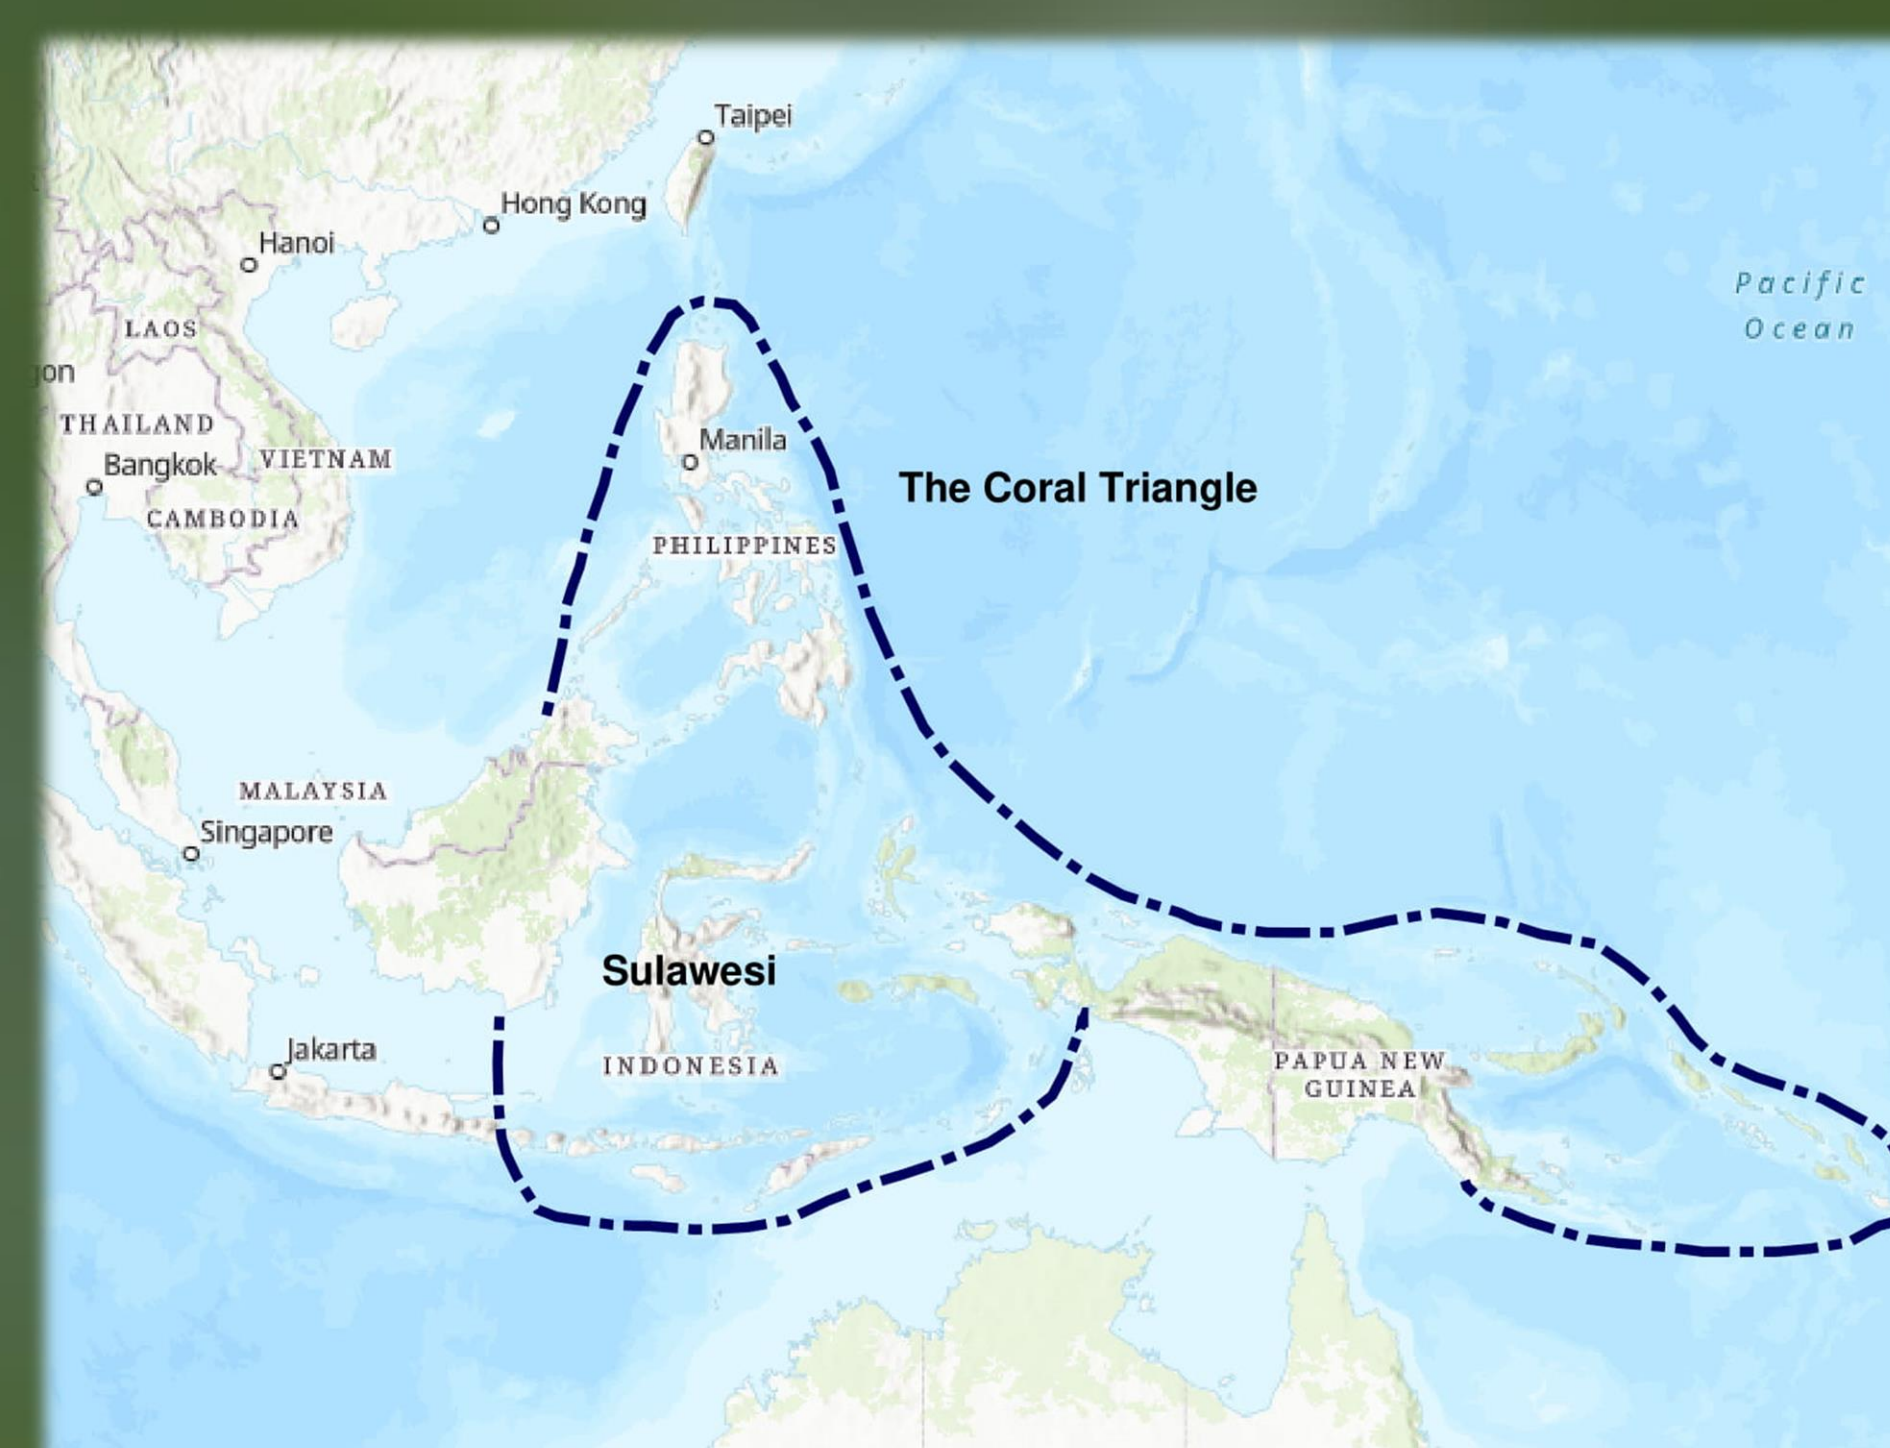 Taipei
Hong Kong
Hanoi
Pacific
Ocean
LAOS
gon
THAILAND
Manila
Bangkok
VIETNAM
The Coral Triangle
CAMBODIA
PHILIPPINES
MALAYSIA
Singapore
Sulawesi
Jakarta
INDONESIA
PAPUA NEW
GUINEA